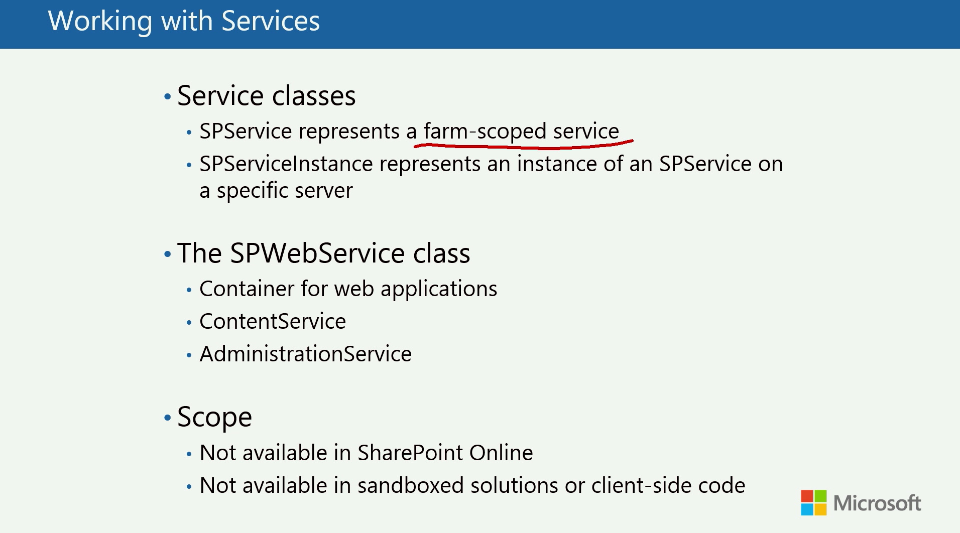 Working with Services
• Service classes
• SPService represents a farm-scoped service
• SPServiceInstance represents an instance of an SPService on
a specific server
• The SPWebService class
• Container for web applications
• ContentService
• AdministrationService
• Scope
• Not available in SharePoint Online
• Not available in sandboxed solutions or client-side code
Microsoft